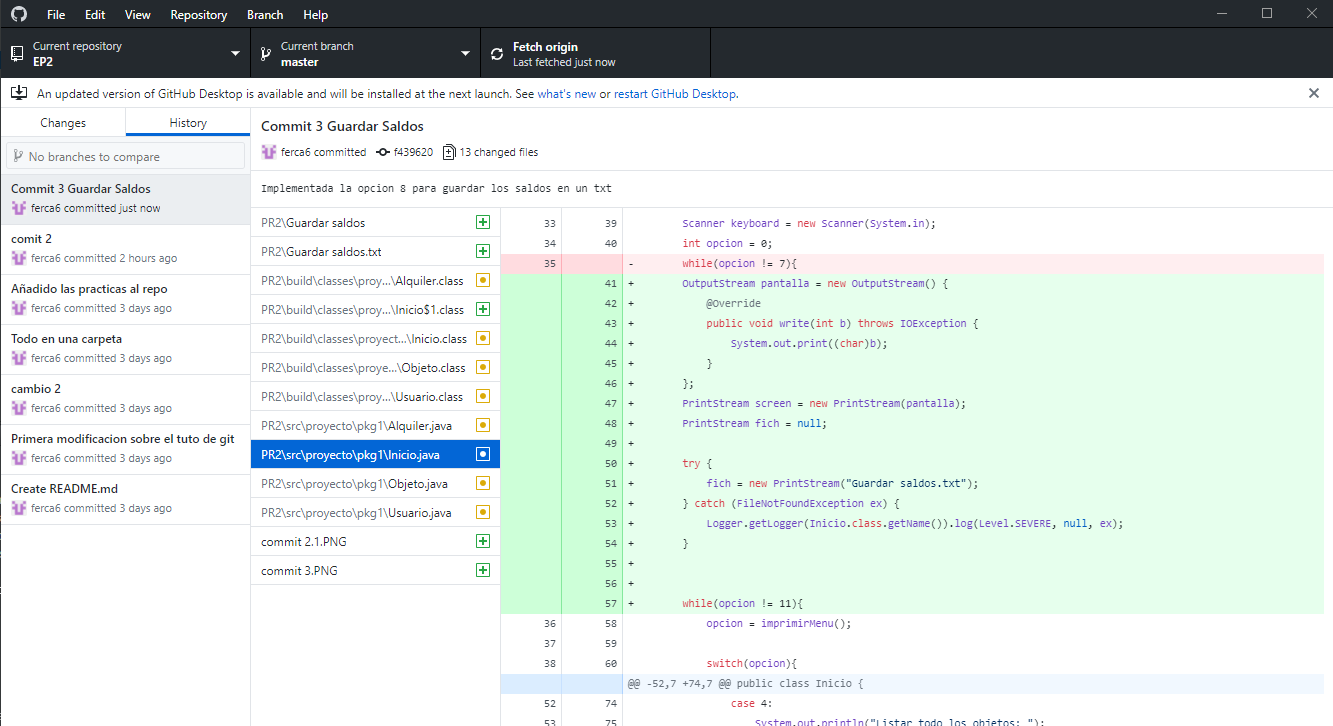 File Edit View Repository Branch Help
Current repository
EP2
Current branch
master
Fetch origin
Last fetched just now
An updated version of GitHub Desktop is available and will be installed at the next launch. See what's new or restart GitHub Desktop.
Changes
History
No branches to compare
Commit 3 Guardar Saldos
ferca6 committed just now
comit 2
ferca6 committed 2 hours ago
Añadido las practicas al repo
ferca6 committed 3 days ago
Todo en una carpeta
ferca6 committed 3 days ago
cambio 2
ferca6 committed 3 days ago
Primera modificacion sobre el tuto de git
ferca6 committed 3 days ago
Create README.md
ferca6 committed 3 days ago
Commit 3 Guardar Saldos
ferca6 committed f439620 13 changed files
Implementada la opcion 8 para guardar los saldos en un txt
PR2\Guardar saldos
PR2\Guardar saldos.txt
PR2\build\classes\proy...\Alquiler.class
PR2\build\classes\proy...\Inicio$1.class
PR2\build\classes\proyect...\Inicio.class
PR2\build\classes\proye...\Objeto.class
PR2\build\classes\proy...\Usuario.class
PR2\src\proyecto\pkg1\Alquiler.java
PR2\src\proyecto\pkg1\Inicio.java
PR2\src\proyecto\pkg1\Objeto.java
PR2\src\proyecto\pkg1\Usuario.java
commit 2.1.PNG
commit 3.PNG
33 39 Scanner keyboard = new Scanner(System.in);
34 40 int opcion = 0;
35 - while(opcion != 7){
41 + OutputStream pantalla = new OutputStream() {
42 + @Override
43 + public void write(int b) throws IOException {
44 + System.out.print((char)b);
45 + }
46 + };
47 + PrintStream screen = new PrintStream(pantalla);
48 + PrintStream fich = null;
49 +
50 + try {
51 + fich = new PrintStream("Guardar saldos.txt");
52 + } catch (FileNotFoundException ex) {
53 + Logger.getLogger(Inicio.class.getName()).log(Level.SEVERE, null, ex);
54 + }
55 +
56 +
57 + while(opcion != 11){
36 58 opcion = imprimirMenu();
37 59
38 60 switch(opcion){
@@ -52,7 +74,7 @@ public class Inicio {
52 74 case 4:
53 75 System.out.println("Listar todo los objetos: ");